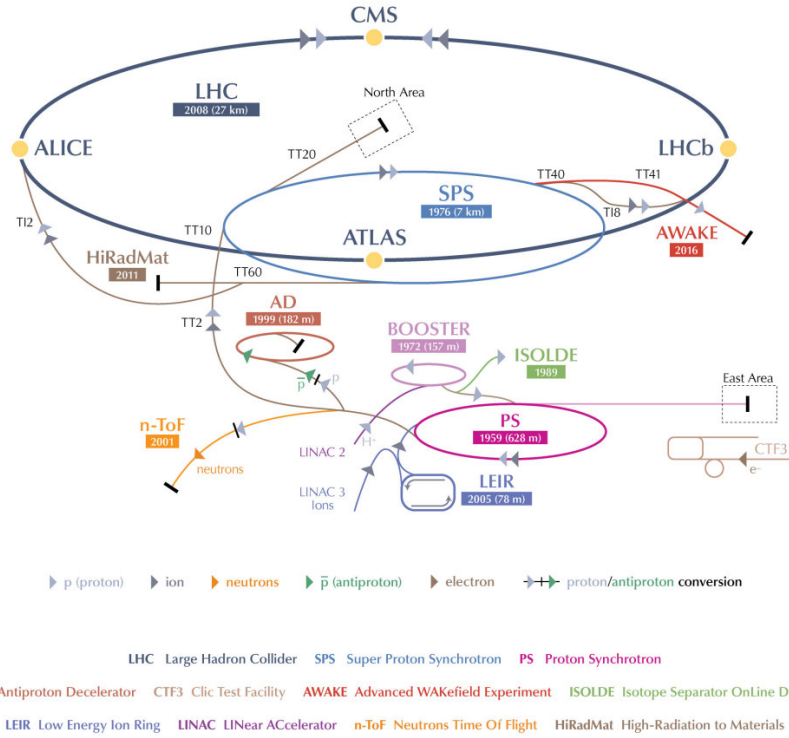 CMS
LHC
2008 (27 km)
North Area
ALICE
TT20
LHCb
SPS
1976 (7 km)
TT40
TT41
TI8
TI2
TT10
ATLAS
AWAKE
2016
HiRadMat
2011
TT60
AD
1999 (182 m)
TT2
BOOSTER
1972 (157 m)
ISOLDE
1989
p̄
p
East Area
n-ToF
2001
PS
1959 (628 m)
H+
LINAC 2
neutrons
CTF3
e-
LEIR
2005 (78 m)
LINAC 3
Ions
p (proton) ion neutrons p̄ (antiproton) electron proton/antiproton conversion
LHC Large Hadron Collider SPS Super Proton Synchrotron PS Proton Synchrotron
Antiproton Decelerator CTF3 Clic Test Facility AWAKE Advanced WAKefield Experiment ISOLDE Isotope Separator OnLine D
LEIR Low Energy Ion Ring LINAC LINear ACcelerator n-ToF Neutrons Time Of Flight HiRadMat High-Radiation to Materials